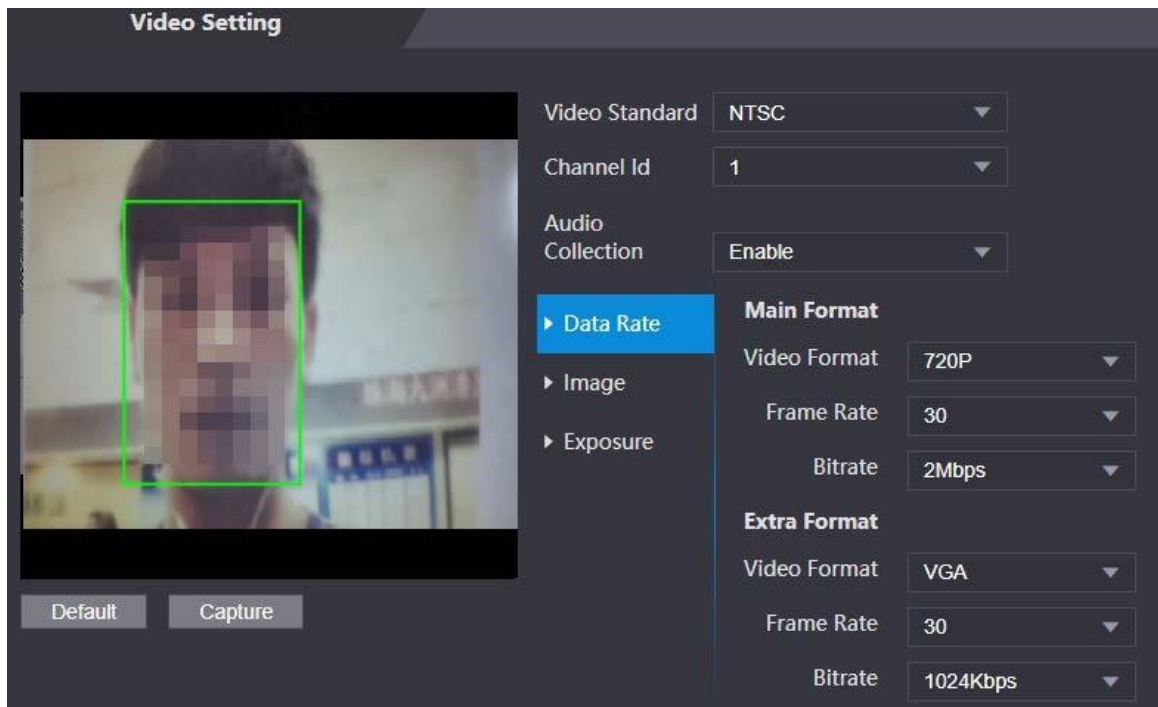 Video Setting
Video Standard NTSC
Channel Id 1
Audio
Collection Enable
Data Rate
Image
Exposure
Main Format
Video Format 720P
Frame Rate 30
Bitrate 2Mbps
Extra Format
Video Format VGA
Frame Rate 30
Bitrate 1024Kbps
Default Capture